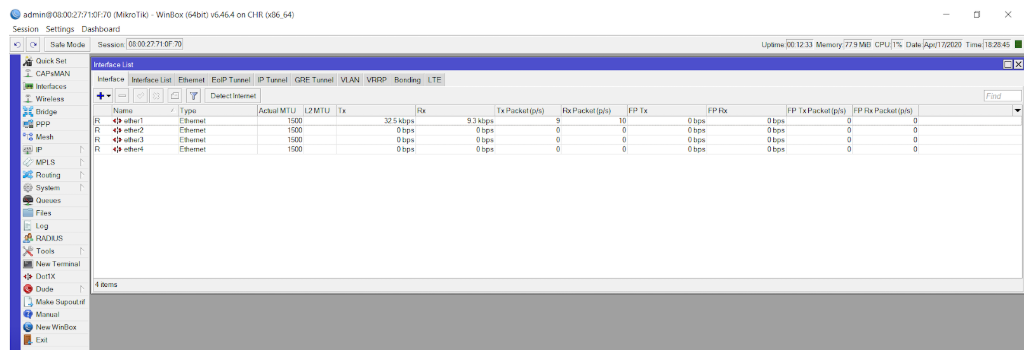 admin@08:00:27:71:0F:70 (MikroTik) - WinBox (64bit) v6.46.4 on CHR (x86_64)
Session Settings Dashboard
Safe Mode Session: 08:00:27:71:0F:70 Uptime: 00:12:33 Memory: 77.9 MiB CPU: 1% Date: Apr/17/2020 Time: 18:28:45
Quick Set
CAPsMAN
Interfaces
Wireless
Bridge
PPP
Mesh
IP
MPLS
Routing
System
Queues
Files
Log
RADIUS
Tools
New Terminal
Dot1X
Dude
Make Supout.rif
Manual
New WinBox
Exit
Interface List
Interface Interface List Ethernet EoIP Tunnel IP Tunnel GRE Tunnel VLAN VRRP Bonding LTE
Detect Internet Find
Name Type Actual MTU L2 MTU Tx Rx Tx Packet (p/s) Rx Packet (p/s) FP Tx FP Rx FP Tx Packet (p/s) FP Rx Packet (p/s)
R ether1 Ethernet 1500 32.5 kbps 9.3 kbps 9 10 0 bps 0 bps 0 0
R ether2 Ethernet 1500 0 bps 0 bps 0 0 0 bps 0 bps 0 0
R ether3 Ethernet 1500 0 bps 0 bps 0 0 0 bps 0 bps 0 0
R ether4 Ethernet 1500 0 bps 0 bps 0 0 0 bps 0 bps 0 0
4 items